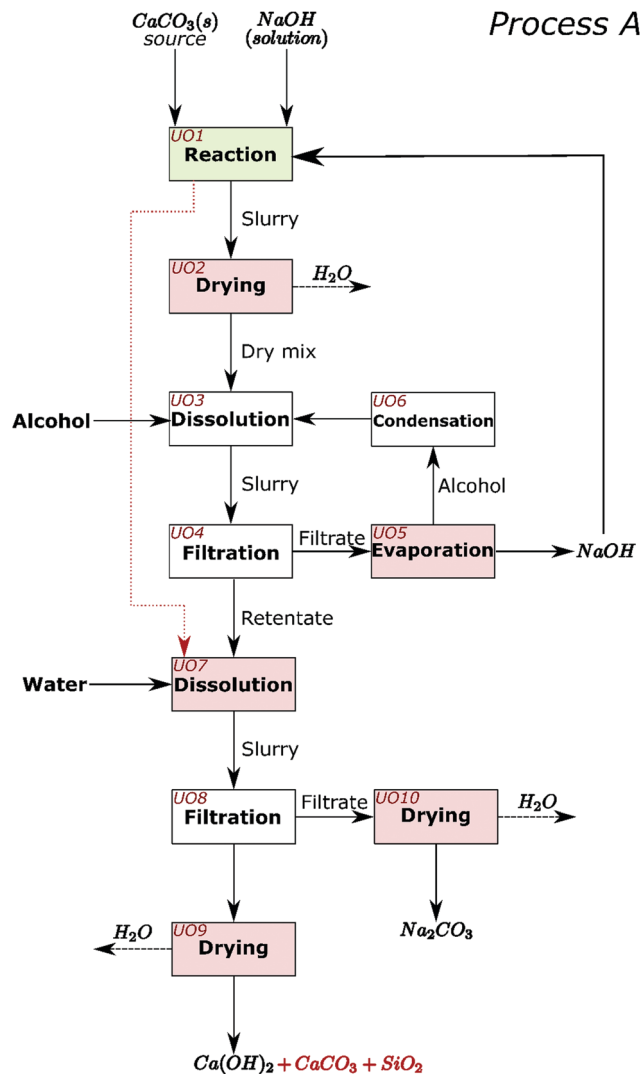 Process A
CaCO₃(s)
source
NaOH
(solution)
UO1
Reaction
Slurry
UO2
Drying
H₂O
Dry mix
Alcohol
UO3
Dissolution
UO6
Condensation
Slurry
Alcohol
UO4
Filtration
Filtrate
UO5
Evaporation
NaOH
Retentate
Water
UO7
Dissolution
Slurry
UO8
Filtration
Filtrate
UO10
Drying
H₂O
H₂O
UO9
Drying
Na₂CO₃
Ca(OH)₂ + CaCO₃ + SiO₂